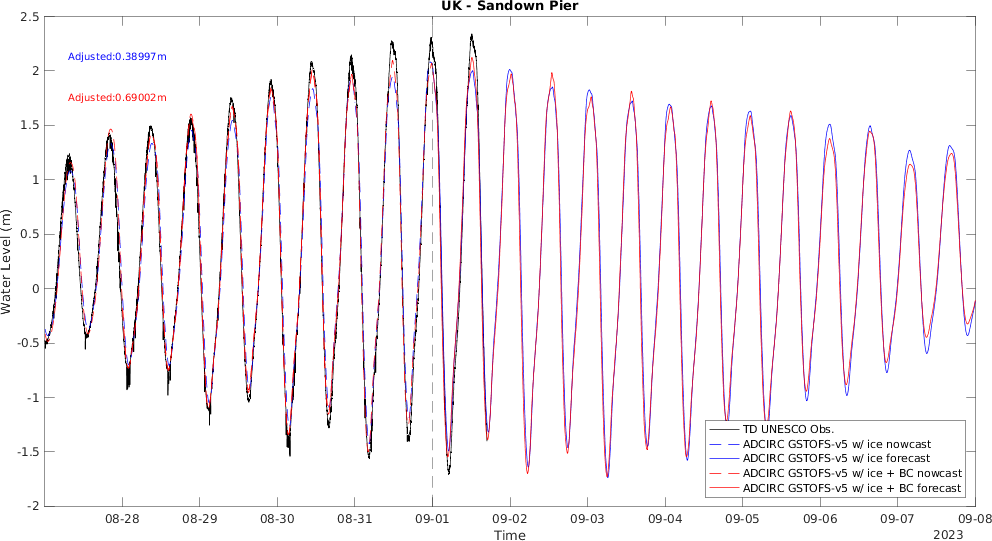 UK - Sandown Pier
2.5
2
1.5
1
0.5
0
-0.5
-1
-1.5
-2
Water Level (m)
Adjusted:0.38997m
Adjusted:0.69002m
TD UNESCO Obs.
ADCIRC GSTOFS-v5 w/ ice nowcast
ADCIRC GSTOFS-v5 w/ ice forecast
ADCIRC GSTOFS-v5 w/ ice + BC nowcast
ADCIRC GSTOFS-v5 w/ ice + BC forecast
08-28 08-29 08-30 08-31 09-01 09-02 09-03 09-04 09-05 09-06 09-07 09-08
Time
2023